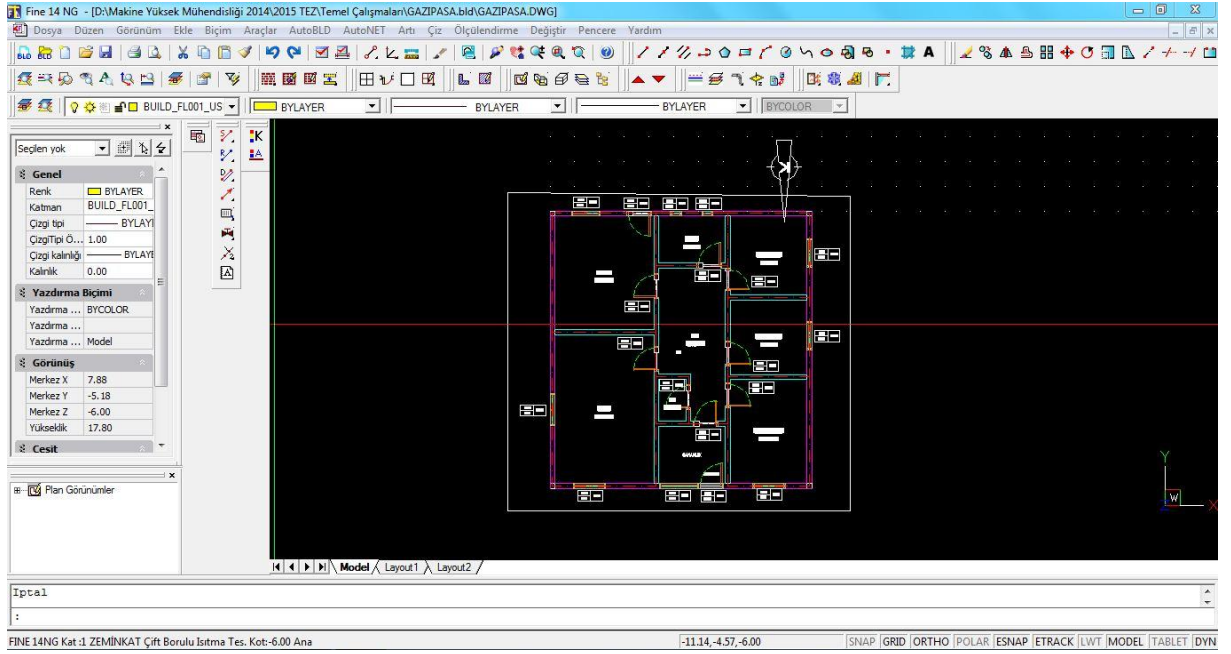 Fine 14 NG - [D:\Makine Yüksek Mühendisliği 2014\2015 TEZ\Temel Çalışmaları\GAZIPASA.bld\GAZIPASA.DWG]
Dosya Düzen Görünüm Ekle Biçim Araçlar AutoBLD AutoNET Artı Çiz Ölçülendirme Değiştir Pencere Yardım
BUILD_FL001_US BYLAYER BYLAYER BYLAYER BYCOLOR
Seçilen yok
Genel
Renk BYLAYER
Katman BUILD_FL001_
Çizgi tipi BYLAYI
ÇizgiTipi Ö... 1.00
Çizgi kalınlığı BYLAYE
Kalınlık 0.00
Yazdırma Biçimi
Yazdırma ... BYCOLOR
Yazdırma ...
Yazdırma ... Model
Görünüş
Merkez X 7.88
Merkez Y -5.18
Merkez Z -6.00
Yükseklik 17.80
Cesit
Plan Görünümler
K
Y
W
X
Model Layout1 Layout2
Iptal
:
FINE 14NG Kat :1 ZEMİNKAT Çift Borulu Isıtma Tes. Kot:-6.00 Ana -11.14,-4.57,-6.00 SNAP GRID ORTHO POLAR ESNAP ETRACK LWT MODEL TABLET DYN